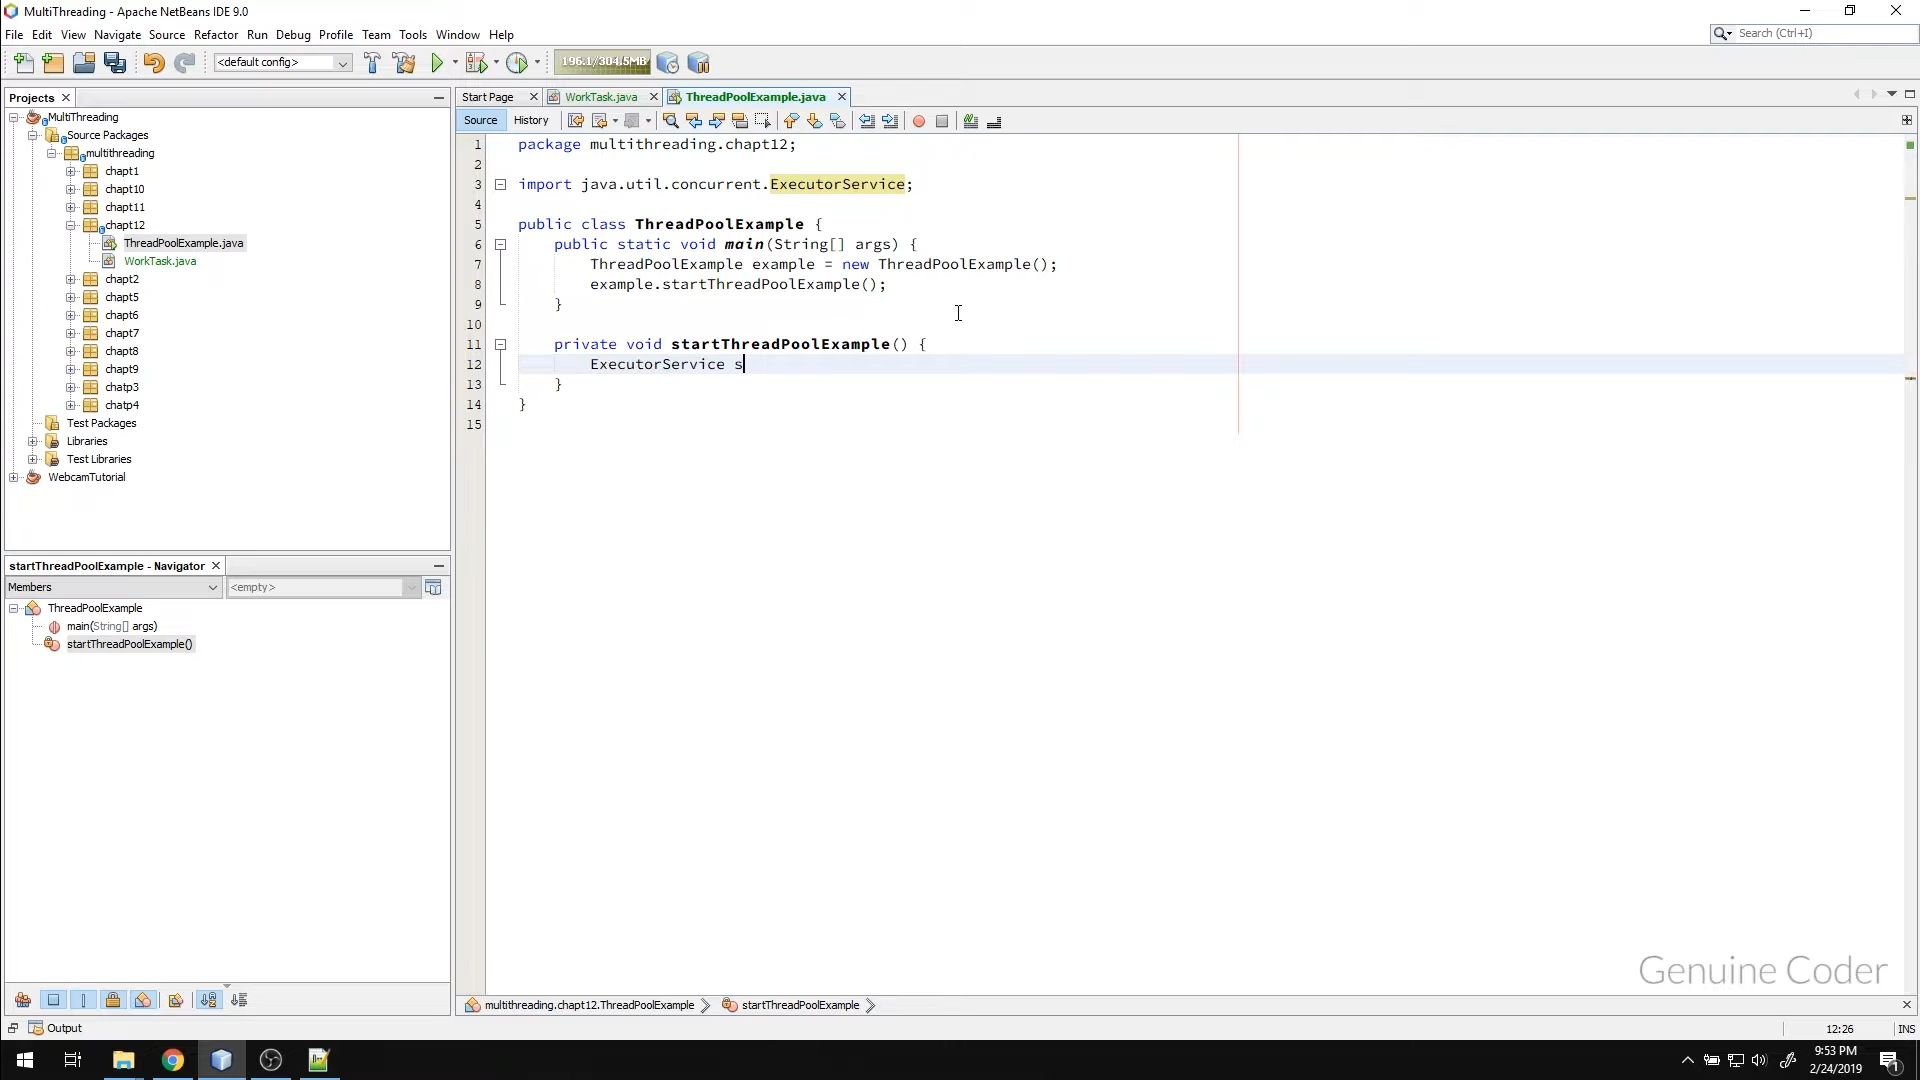 MultiThreading - Apache NetBeans IDE 9.0
File Edit View Navigate Source Refactor Run Debug Profile Team Tools Window Help
Search (Ctrl+I)
<default config>
196.1/304.5MB
Projects
Start Page
WorkTask.java
ThreadPoolExample.java
MultiThreading
Source Packages
multithreading
chapt1
chapt10
chapt11
chapt12
ThreadPoolExample.java
WorkTask.java
chapt2
chapt5
chapt6
chapt7
chapt8
chapt9
chatp3
chatp4
Test Packages
Libraries
Test Libraries
WebcamTutorial
Source History
1 package multithreading.chapt12;
2
3 import java.util.concurrent.ExecutorService;
4
5 public class ThreadPoolExample {
6 public static void main(String[] args) {
7 ThreadPoolExample example = new ThreadPoolExample();
8 example.startThreadPoolExample();
9 }
10
11 private void startThreadPoolExample() {
12 ExecutorService s
13 }
14 }
15
startThreadPoolExample - Navigator
Members
<empty>
ThreadPoolExample
main(String[] args)
startThreadPoolExample()
Genuine Coder
multithreading.chapt12.ThreadPoolExample
startThreadPoolExample
Output
12:26
INS
9:53 PM
2/24/2019
1